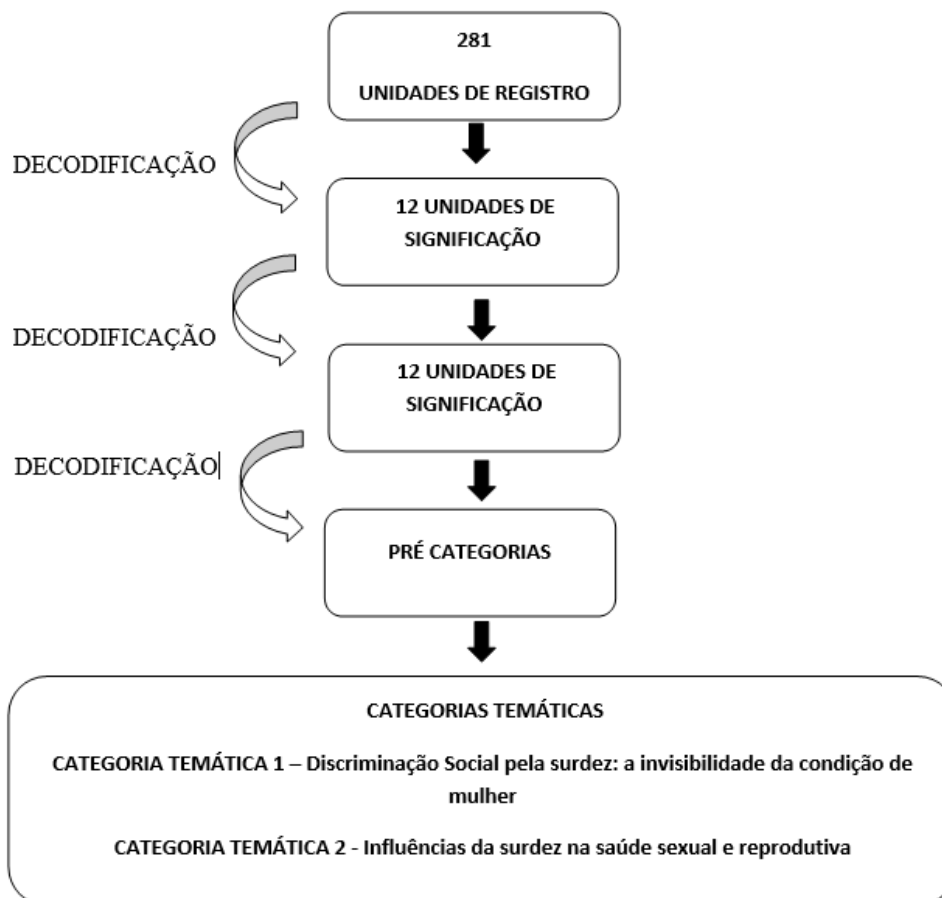 281
UNIDADES DE REGISTRO
DECODIFICAÇÃO
12 UNIDADES DE
SIGNIFICAÇÃO
DECODIFICAÇÃO
12 UNIDADES DE
SIGNIFICAÇÃO
DECODIFICAÇÃO
PRÉ CATEGORIAS
CATEGORIAS TEMÁTICAS
CATEGORIA TEMÁTICA 1 – Discriminação Social pela surdez: a invisibilidade da condição de
mulher
CATEGORIA TEMÁTICA 2 - Influências da surdez na saúde sexual e reprodutiva